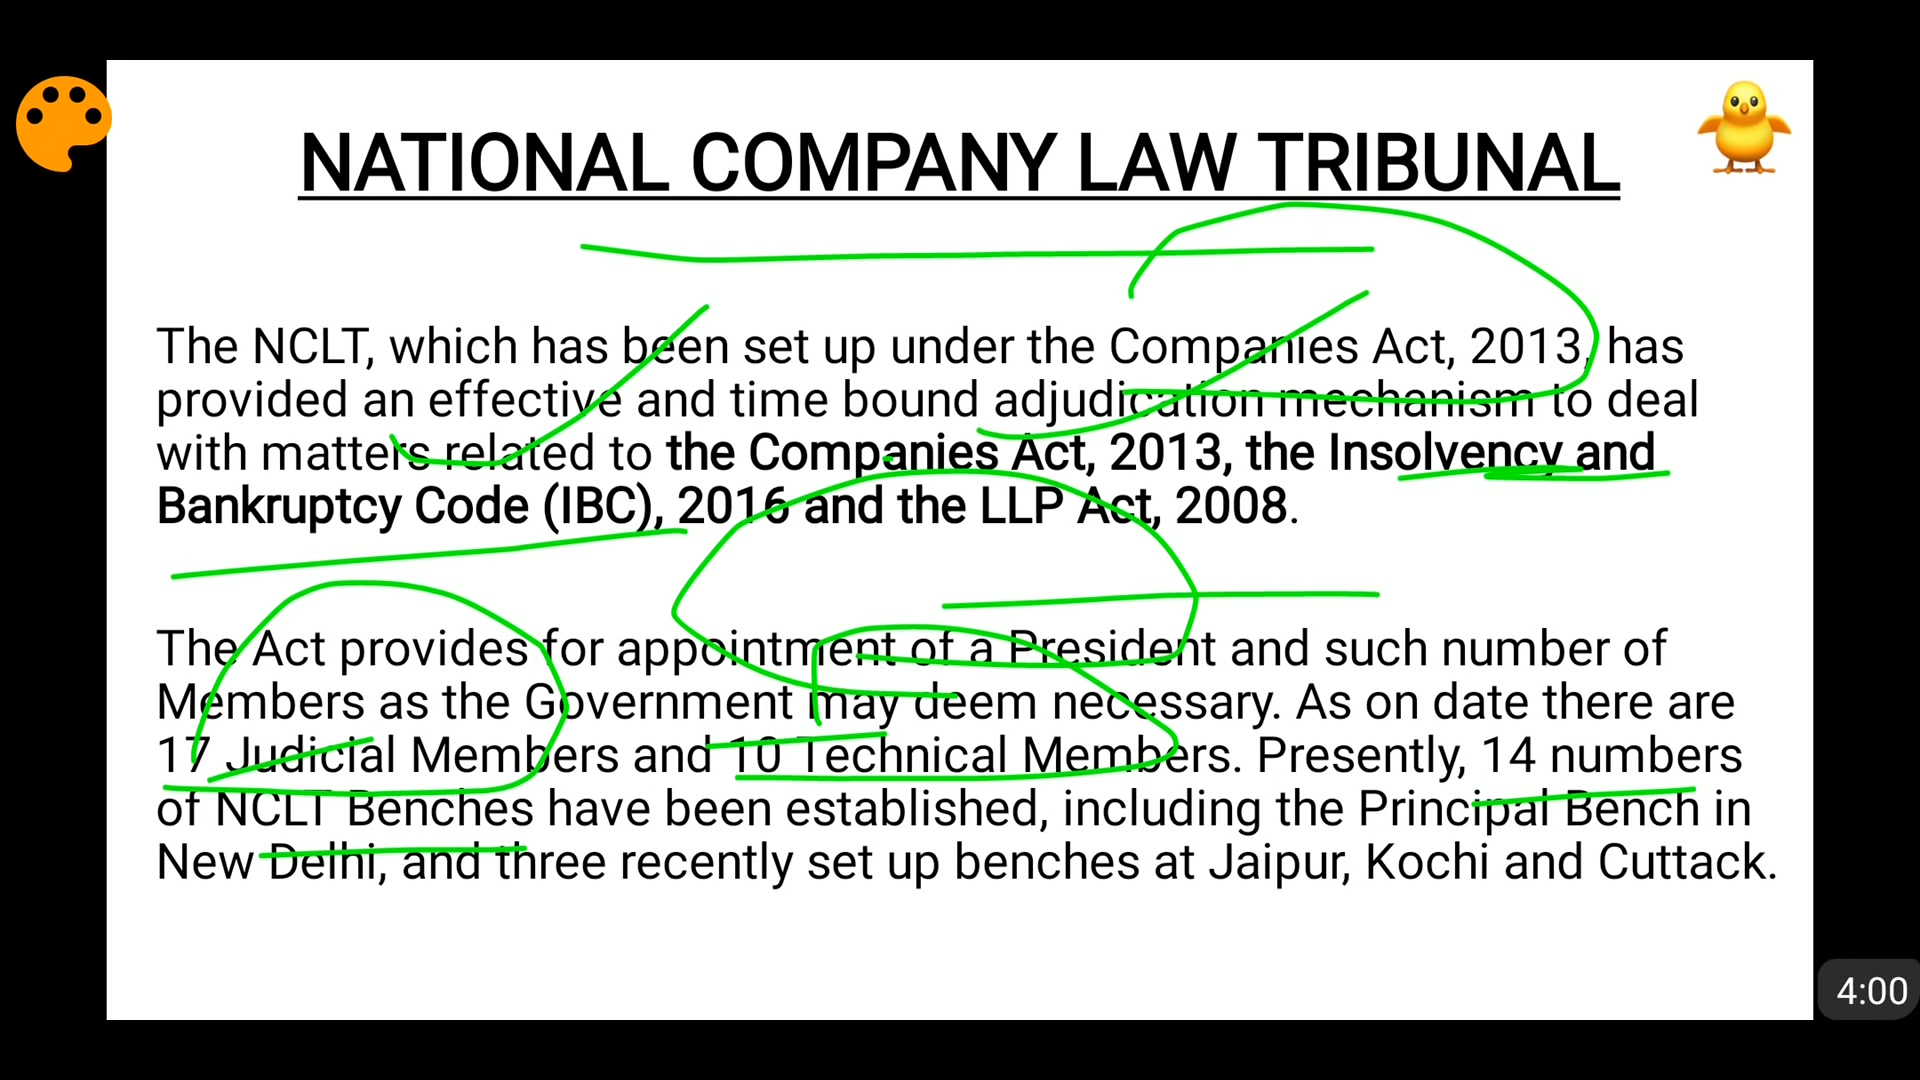 NATIONAL COMPANY LAW TRIBUNAL
The NCLT, which has been set up under the Companies Act, 2013, has
provided an effective and time bound adjudication mechanism to deal
with matters related to the Companies Act, 2013, the Insolvency and
Bankruptcy Code (IBC), 2016 and the LLP Act, 2008.
The Act provides for appointment of a President and such number of
Members as the Government may deem necessary. As on date there are
17 Judicial Members and 10 Technical Members. Presently, 14 numbers
of NCLT Benches have been established, including the Principal Bench in
New Delhi, and three recently set up benches at Jaipur, Kochi and Cuttack.
4:00